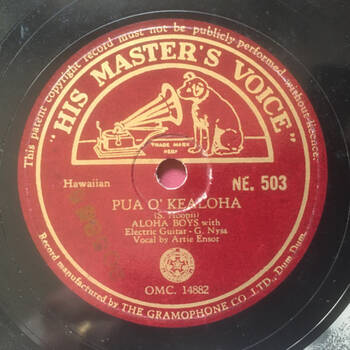 This parent copyright record must not be publicly performed without licence.
"HIS MASTER'S VOICE"
TRADE MARK
Hawaiian
NE. 503
PUA O' KEALOHA
(S. Hoopii)
ALOHA BOYS with
Electric Guitar - G. Nyss
Vocal by Artie Ensor
OMC. 14882
Record manufactured by THE GRAMOPHONE CO., LTD., Dum Dum.